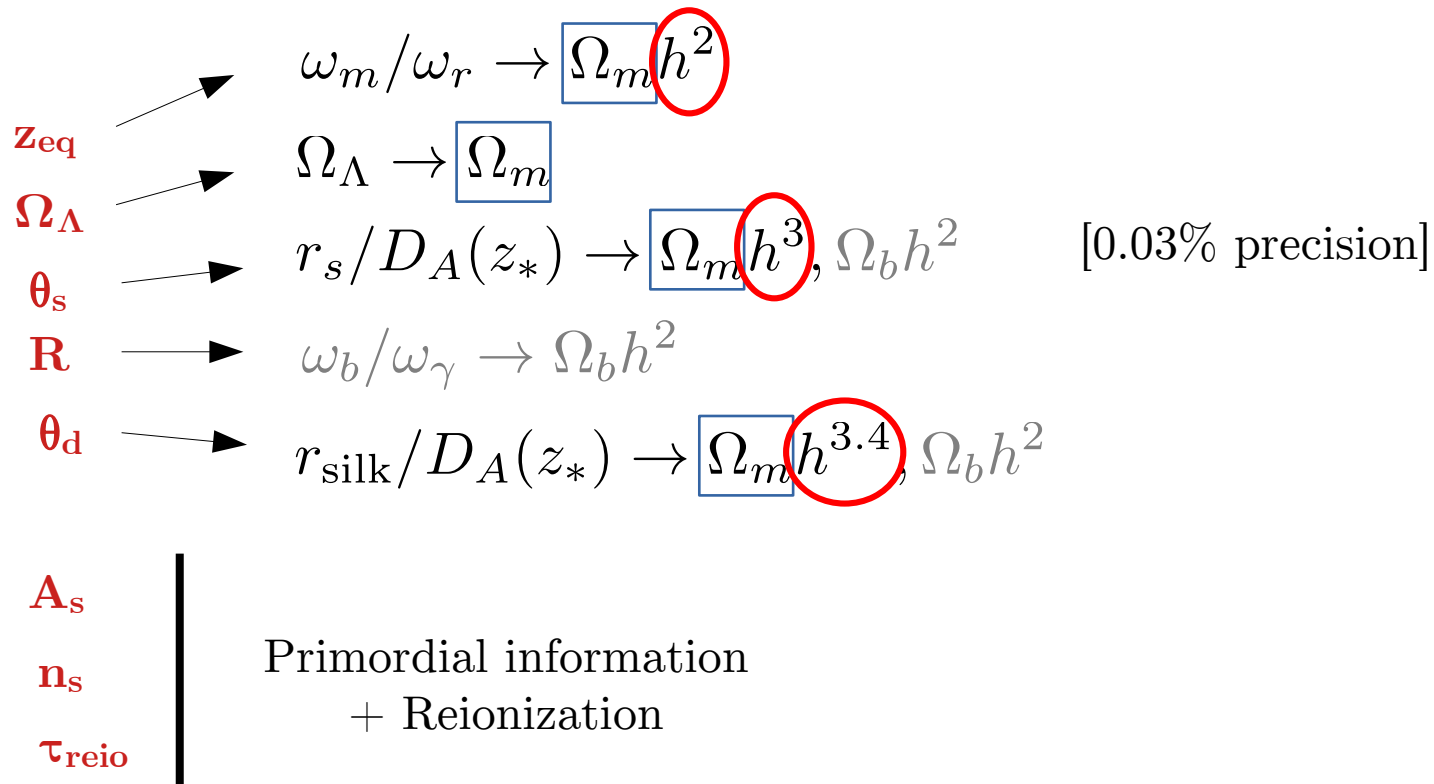 z_eq ω_m/ω_r → Ω_m h^2
Ω_Λ Ω_Λ → Ω_m
θ_s r_s/D_A(z_*) → Ω_m h^3, Ω_b h^2 [0.03% precision]
R ω_b/ω_γ → Ω_b h^2
θ_d r_silk/D_A(z_*) → Ω_m h^3.4, Ω_b h^2
A_s
n_s
τ_reio
Primordial information
+ Reionization